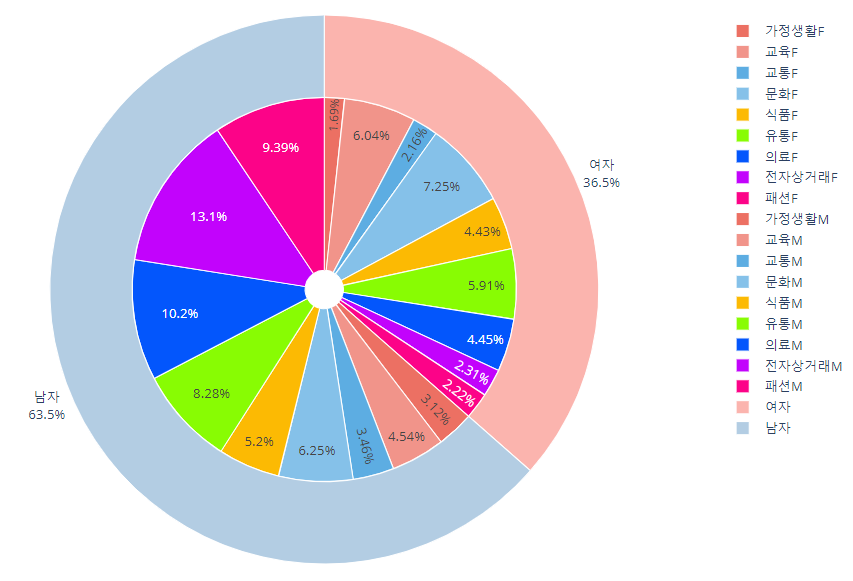 1.69%
6.04%
2.16%
7.25%
4.43%
5.91%
4.45%
2.31%
2.22%
3.12%
4.54%
3.46%
6.25%
5.2%
8.28%
10.2%
13.1%
9.39%
여자
36.5%
남자
63.5%
가정생활F
교육F
교통F
문화F
식품F
유통F
의료F
전자상거래F
패션F
가정생활M
교육M
교통M
문화M
식품M
유통M
의료M
전자상거래M
패션M
여자
남자